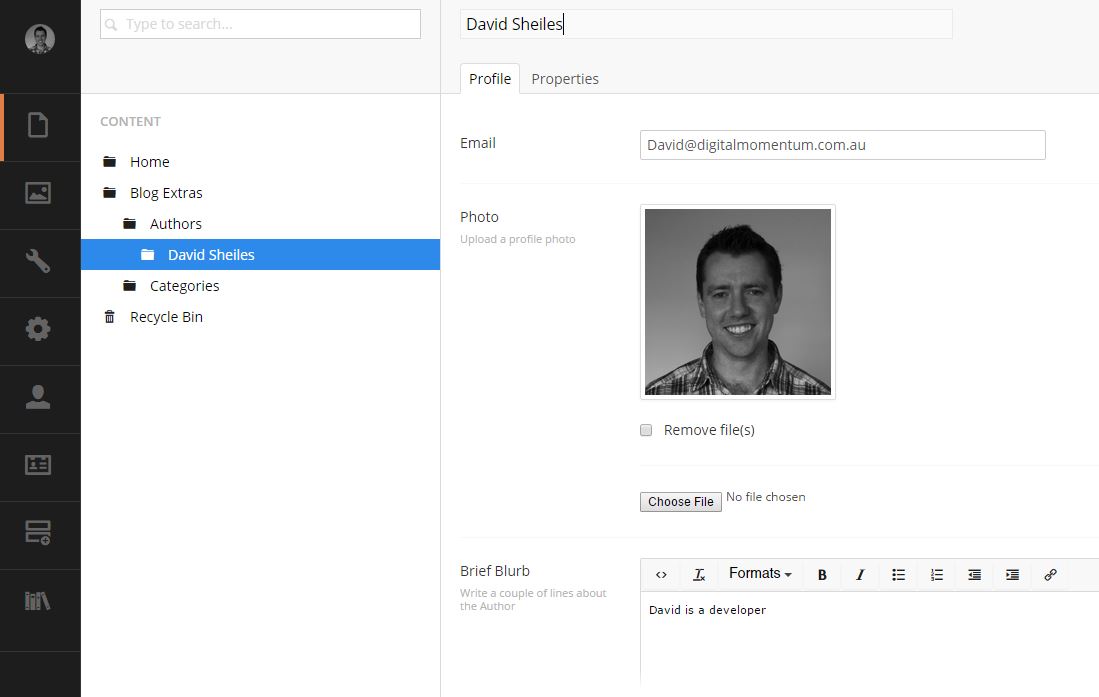 Type to search...
David Sheiles
Profile Properties
CONTENT
Home
Blog Extras
Authors
David Sheiles
Categories
Recycle Bin
Email
David@digitalmomentum.com.au
Photo
Upload a profile photo
Remove file(s)
Choose File No file chosen
Brief Blurb
Write a couple of lines about
the Author
Formats B I
David is a developer